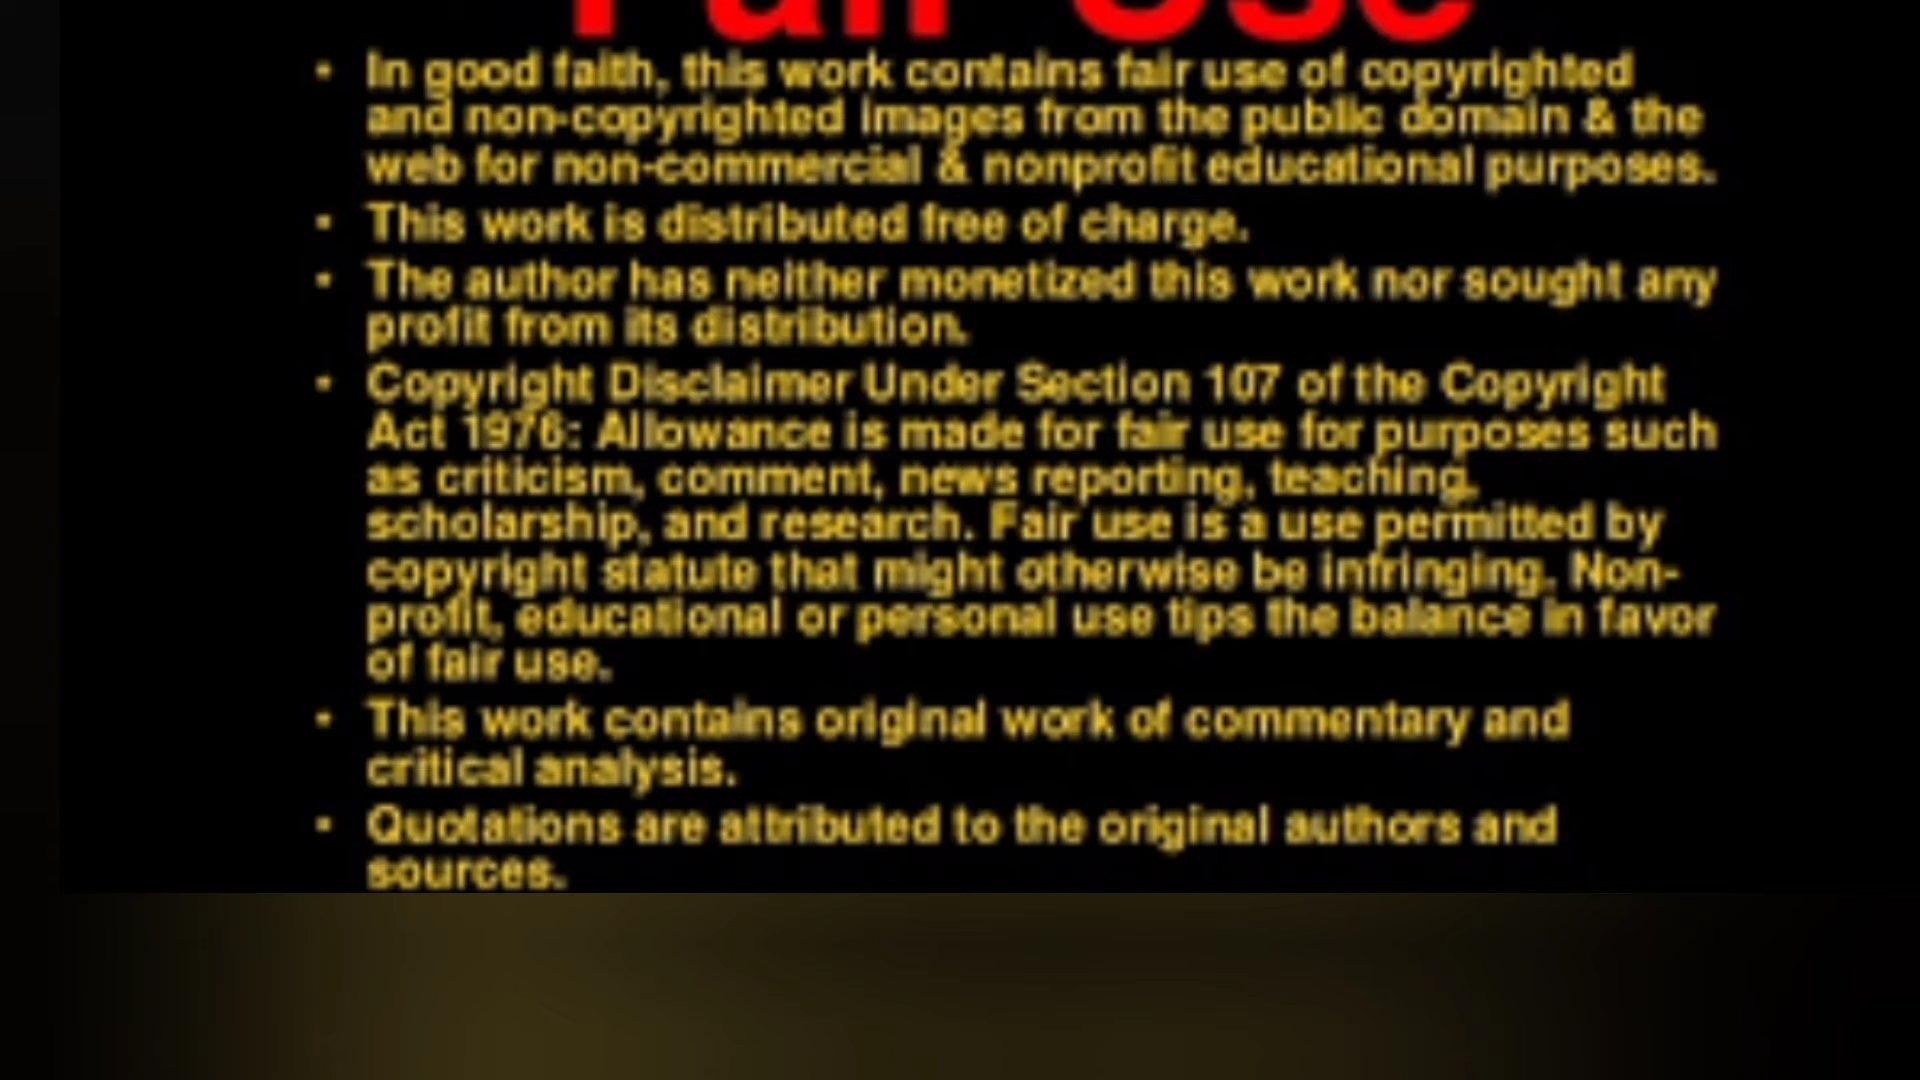 Fair Use
• In good faith, this work contains fair use of copyrighted
and non-copyrighted images from the public domain & the
web for non-commercial & nonprofit educational purposes.
• This work is distributed free of charge.
• The author has neither monetized this work nor sought any
profit from its distribution.
• Copyright Disclaimer Under Section 107 of the Copyright
Act 1976: Allowance is made for fair use for purposes such
as criticism, comment, news reporting, teaching,
scholarship, and research. Fair use is a use permitted by
copyright statute that might otherwise be infringing. Non-
profit, educational or personal use tips the balance in favor
of fair use.
• This work contains original work of commentary and
critical analysis.
• Quotations are attributed to the original authors and
sources.